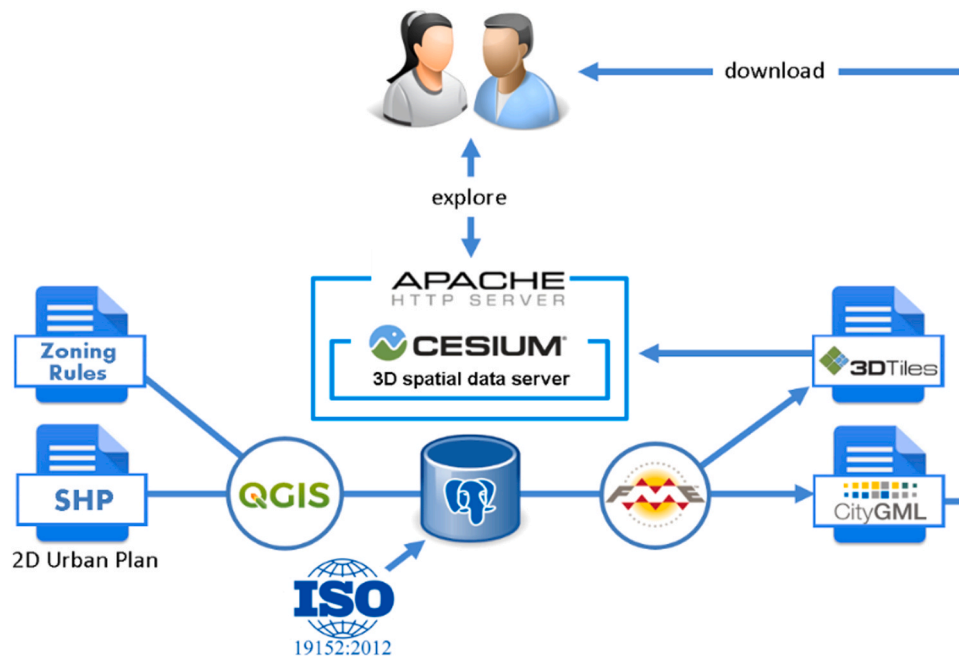 download
explore
APACHE
HTTP SERVER
CESIUM
3D spatial data server
Zoning
Rules
3DTiles
SHP
QGIS
FME
CityGML
2D Urban Plan
ISO
19152:2012